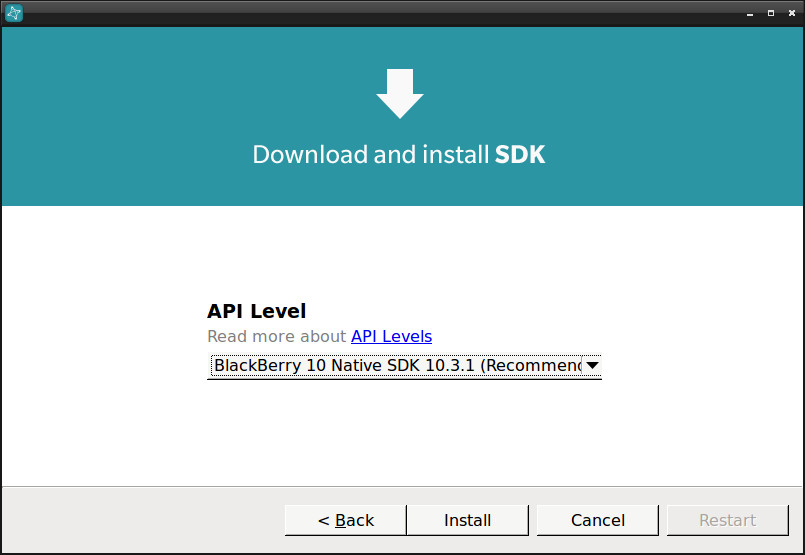 Download and install SDK
API Level
Read more about API Levels
BlackBerry 10 Native SDK 10.3.1 (Recommend
< Back
Install
Cancel
Restart